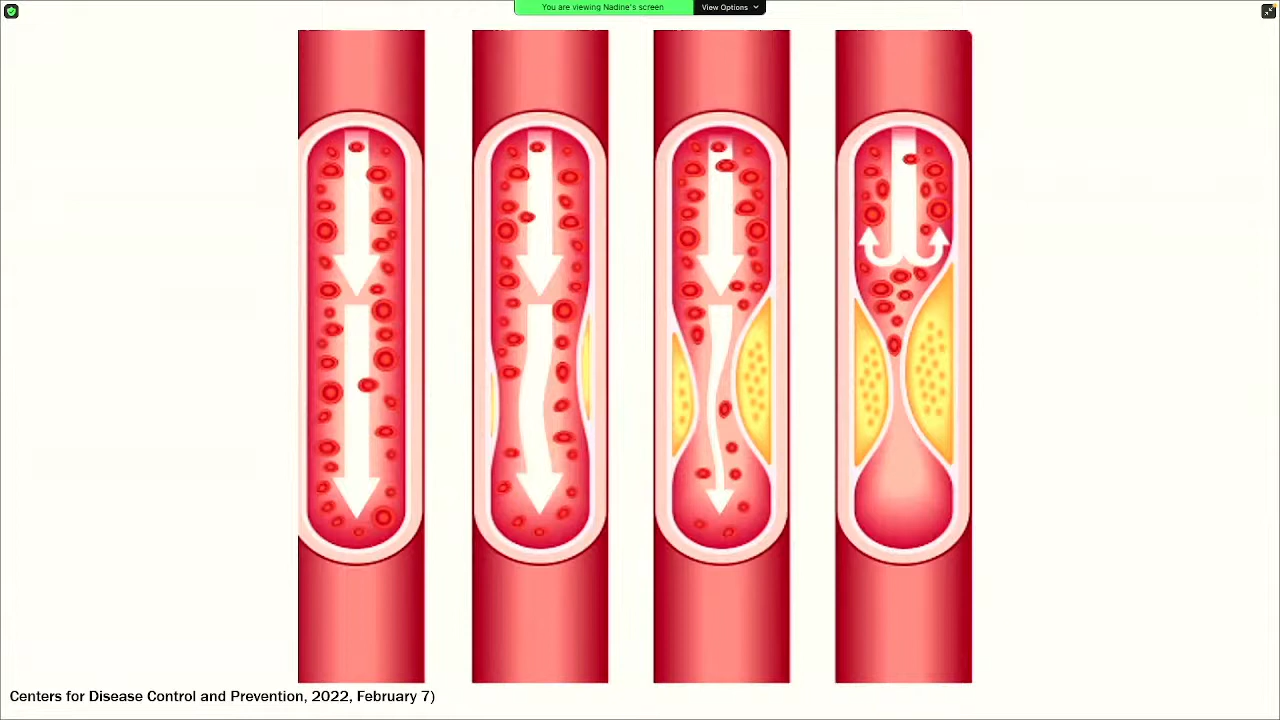 You are viewing Nadine's screen
View Options
Centers for Disease Control and Prevention, 2022, February 7)